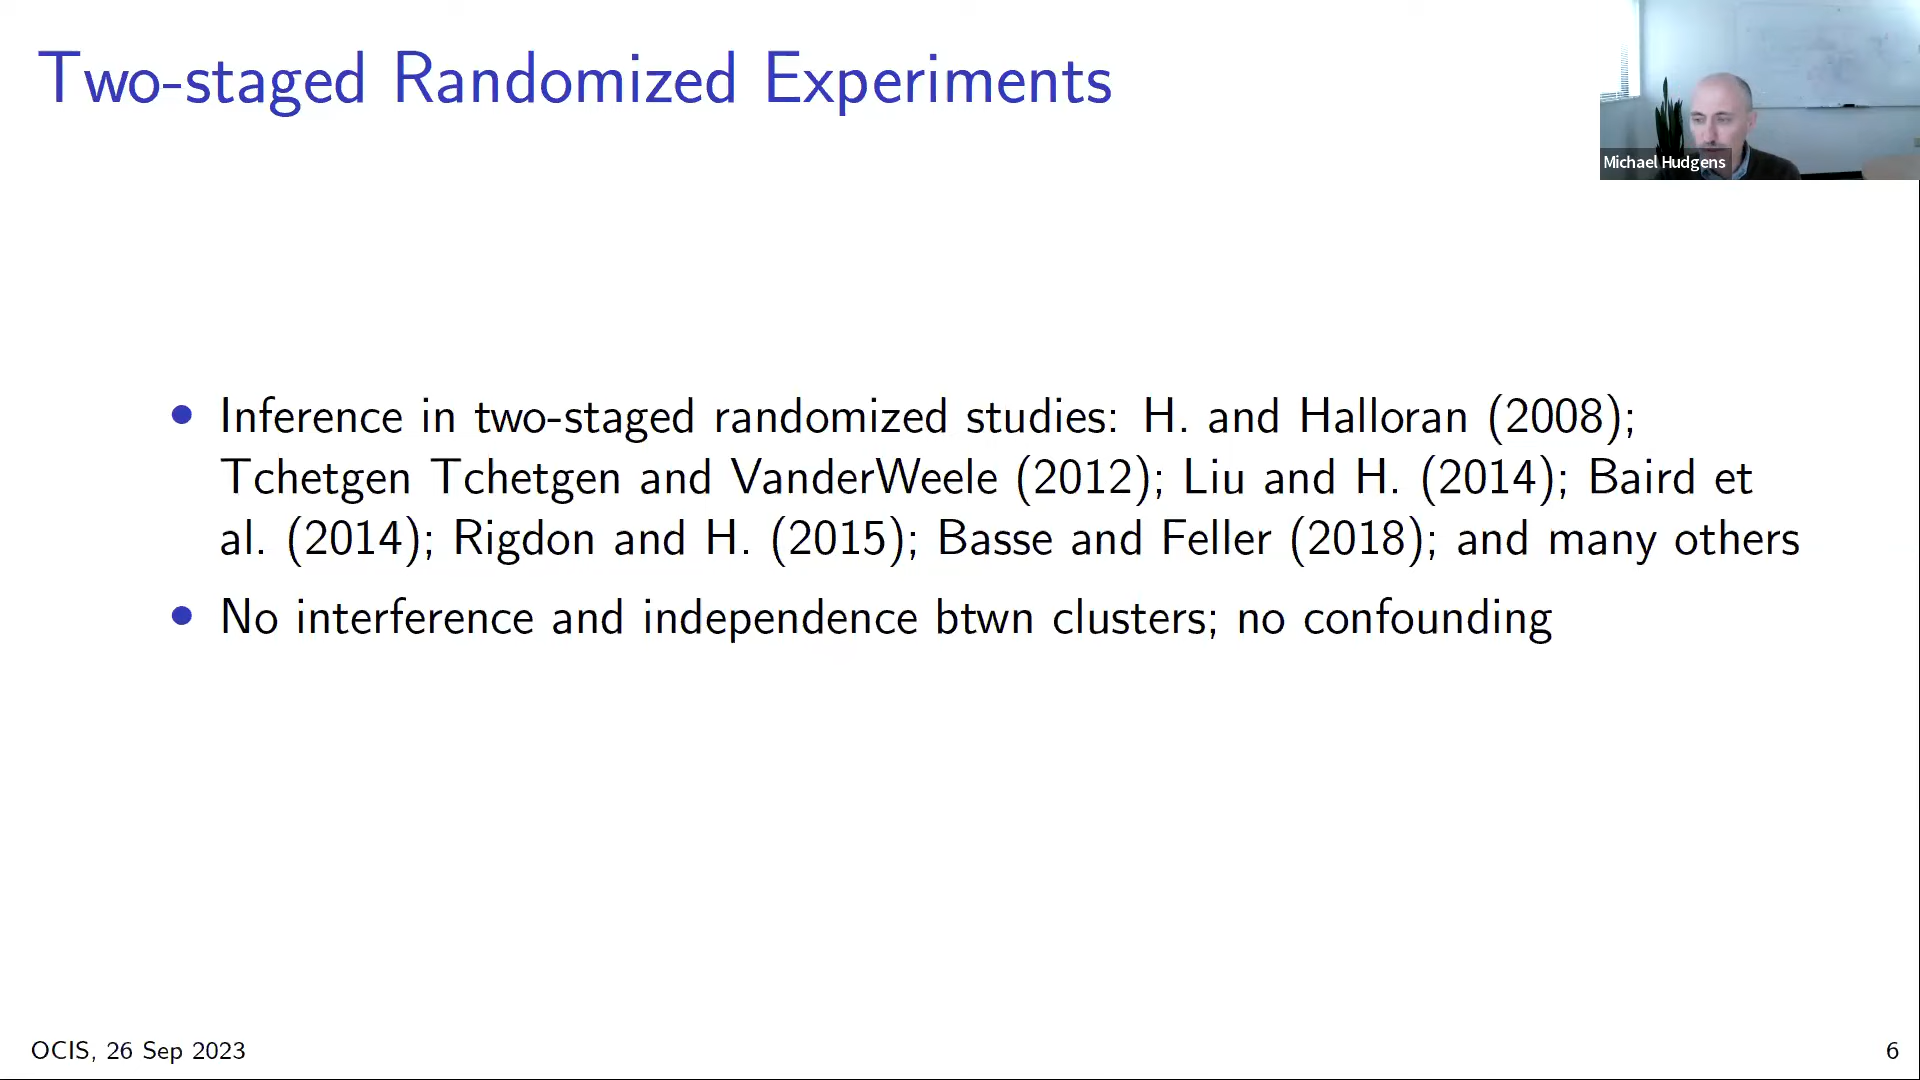 Two-staged Randomized Experiments
Michael Hudgens
• Inference in two-staged randomized studies: H. and Halloran (2008);
Tchetgen Tchetgen and VanderWeele (2012); Liu and H. (2014); Baird et
al. (2014); Rigdon and H. (2015); Basse and Feller (2018); and many others
• No interference and independence btwn clusters; no confounding
OCIS, 26 Sep 2023
6